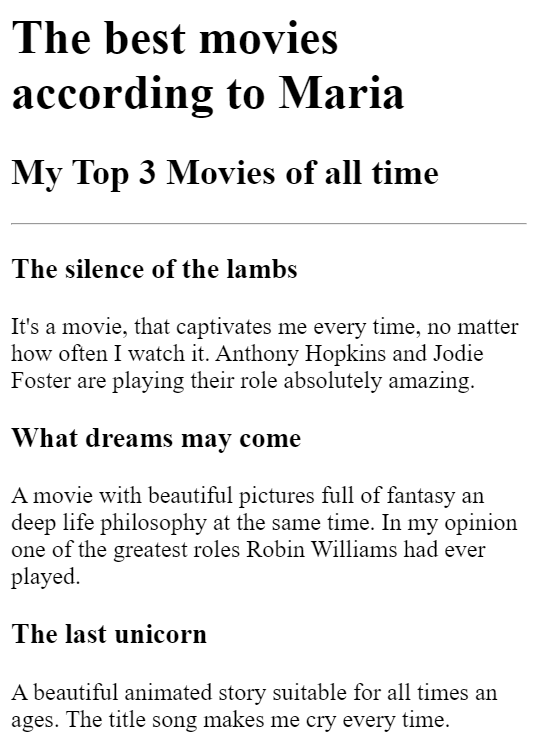 The best movies
according to Maria
My Top 3 Movies of all time
The silence of the lambs
It's a movie, that captivates me every time, no matter
how often I watch it. Anthony Hopkins and Jodie
Foster are playing their role absolutely amazing.
What dreams may come
A movie with beautiful pictures full of fantasy an
deep life philosophy at the same time. In my opinion
one of the greatest roles Robin Williams had ever
played.
The last unicorn
A beautiful animated story suitable for all times an
ages. The title song makes me cry every time.